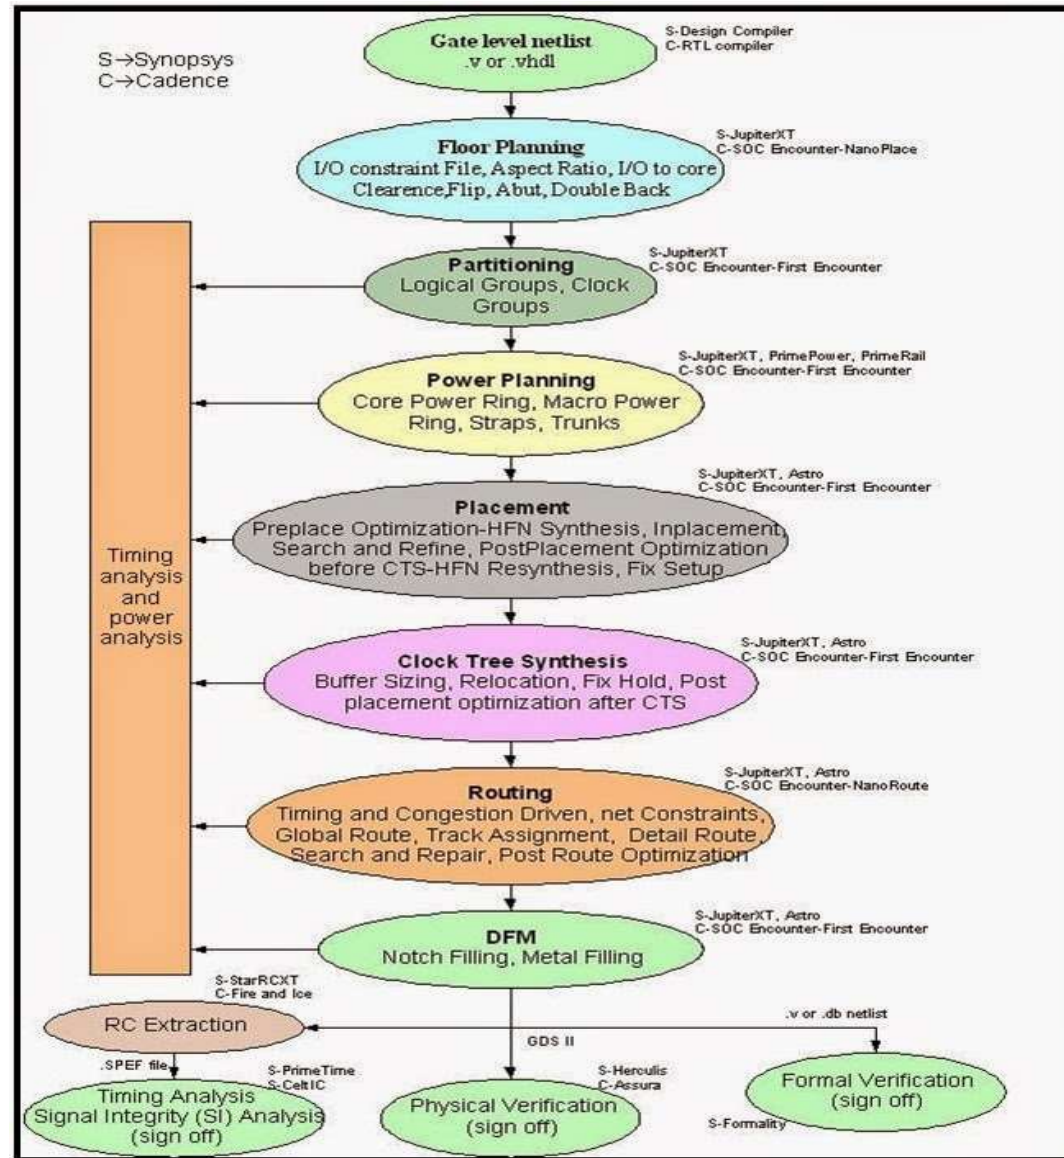 S→Synopsys
C→Cadence
Gate level netlist
.v or .vhdl
S-Design Compiler
C-RTL compiler
Floor Planning
I/O constraint File, Aspect Ratio, I/O to core
Clearence,Flip, Abut, Double Back
S-JupiterXT
C-SOC Encounter-NanoPlace
Partitioning
Logical Groups, Clock
Groups
S-JupiterXT
C-SOC Encounter-First Encounter
Power Planning
Core Power Ring, Macro Power
Ring, Straps, Trunks
S-JupiterXT, PrimePower, PrimeRail
C-SOC Encounter-First Encounter
Placement
Preplace Optimization-HFN Synthesis, Inplacement,
Search and Refine, PostPlacement Optimization
before CTS-HFN Resynthesis, Fix Setup
S-JupiterXT, Astro
C-SOC Encounter-First Encounter
Timing
analysis
and
power
analysis
Clock Tree Synthesis
Buffer Sizing, Relocation, Fix Hold, Post
placement optimization after CTS
S-JupiterXT, Astro
C-SOC Encounter-First Encounter
Routing
Timing and Congestion Driven, net Constraints,
Global Route, Track Assignment, Detail Route,
Search and Repair, Post Route Optimization
S-JupiterXT, Astro
C-SOC Encounter-NanoRoute
DFM
Notch Filling, Metal Filling
S-JupiterXT, Astro
C-SOC Encounter-First Encounter
S-StarRCXT
C-Fire and Ice
RC Extraction
.SPEF file
GDS II
.v or .db netlist
S-PrimeTime
S-CeltIC
Timing Analysis
Signal Integrity (SI) Analysis
(sign off)
S-Herculis
C-Assura
Physical Verification
(sign off)
Formal Verification
(sign off)
S-Formality